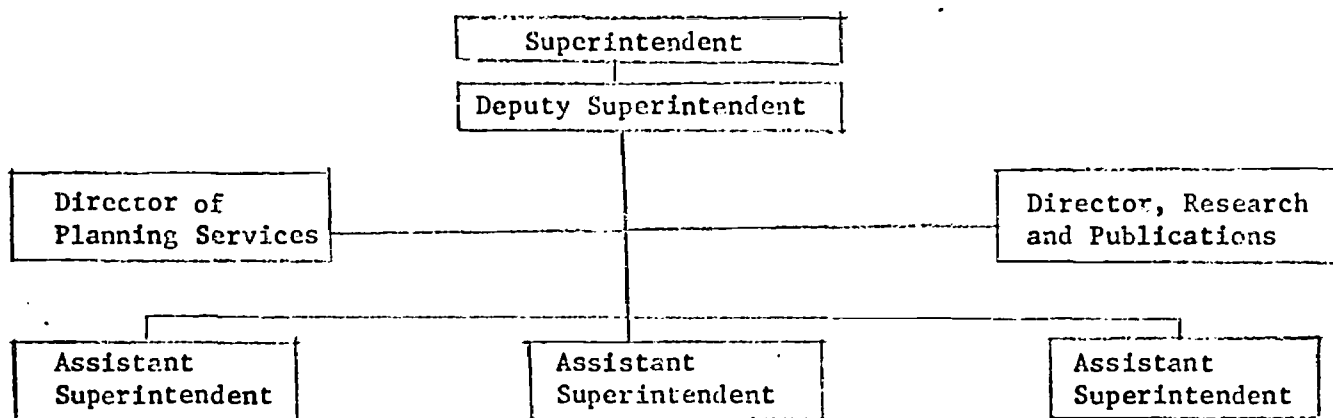 Superintendent
Deputy Superintendent
Director of
Planning Services
Director, Research
and Publications
Assistant
Superintendent
Assistant
Superintendent
Assistant
Superintendent